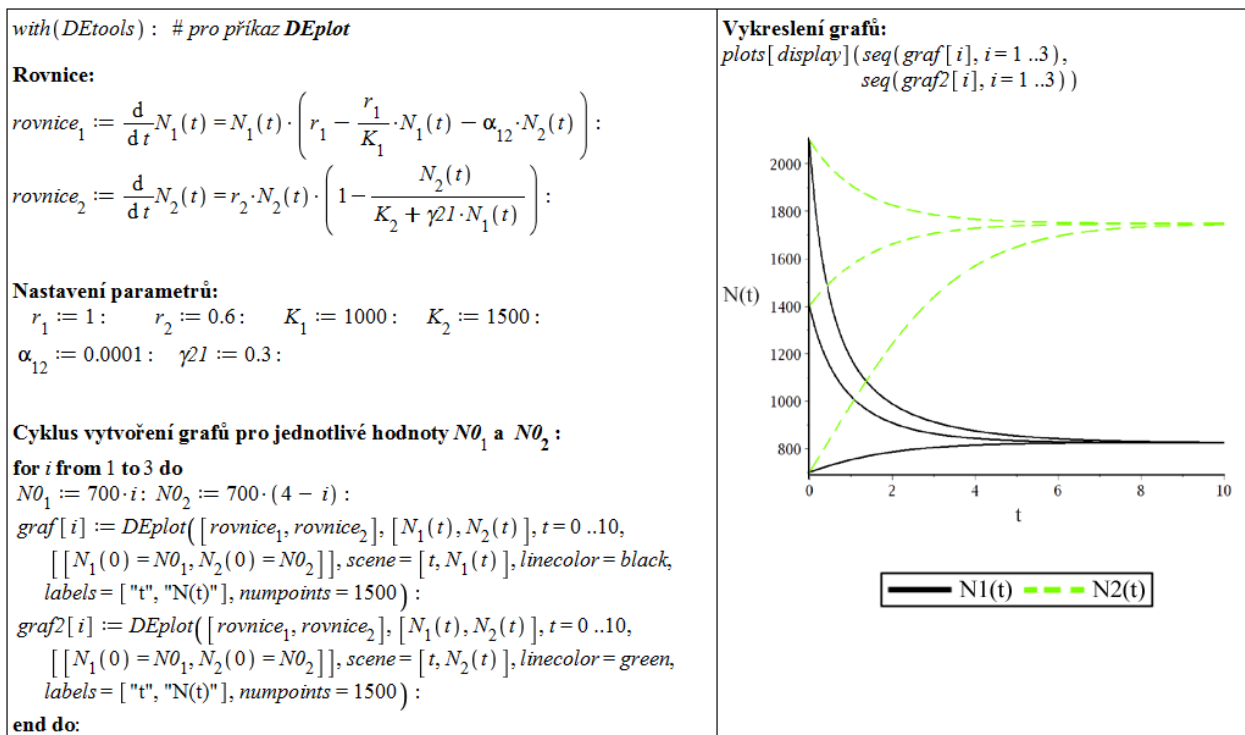 with(DEtools) :  # pro příkaz DEplot
Rovnice:
rovnice₁ := d/dt N₁(t) = N₁(t)·(r₁ − r₁/K₁·N₁(t) − α₁₂·N₂(t)) :
rovnice₂ := d/dt N₂(t) = r₂·N₂(t)·(1 − N₂(t)/(K₂ + γ21·N₁(t))) :
Nastavení parametrů:
r₁ := 1 :  r₂ := 0.6 :  K₁ := 1000 :  K₂ := 1500 :
α₁₂ := 0.0001 :  γ21 := 0.3 :
Cyklus vytvoření grafů pro jednotlivé hodnoty N0₁ a N0₂ :
for i from 1 to 3 do
N0₁ := 700·i : N0₂ := 700·(4 − i) :
graf[i] := DEplot([rovnice₁, rovnice₂], [N₁(t), N₂(t)], t = 0 ..10,
[[N₁(0) = N0₁, N₂(0) = N0₂]], scene = [t, N₁(t)], linecolor = black,
labels = ["t", "N(t)"], numpoints = 1500) :
graf2[i] := DEplot([rovnice₁, rovnice₂], [N₁(t), N₂(t)], t = 0 ..10,
[[N₁(0) = N0₁, N₂(0) = N0₂]], scene = [t, N₂(t)], linecolor = green,
labels = ["t", "N(t)"], numpoints = 1500) :
end do:
Vykreslení grafů:
plots[display](seq(graf[i], i = 1 ..3),
seq(graf2[i], i = 1 ..3))
2000
1800
1600
N(t)
1400
1200
1000
800
0 2 4 6 8 10
t
N1(t) N2(t)